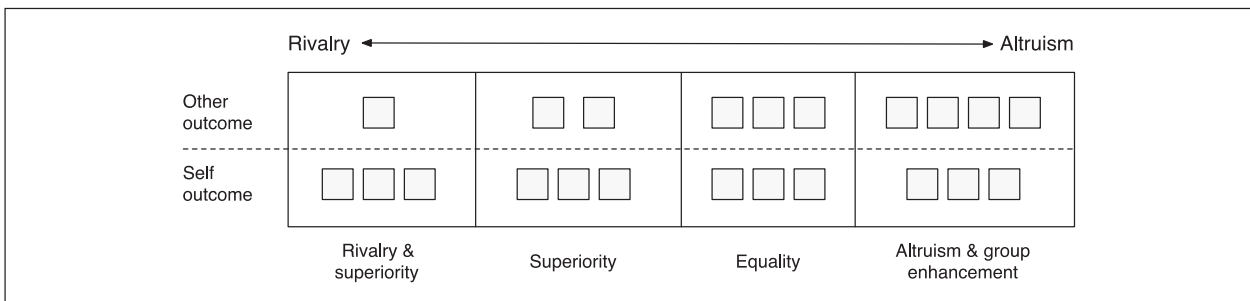 Rivalry
Altruism
Other
outcome
Self
outcome
Rivalry &
superiority
Superiority
Equality
Altruism & group
enhancement